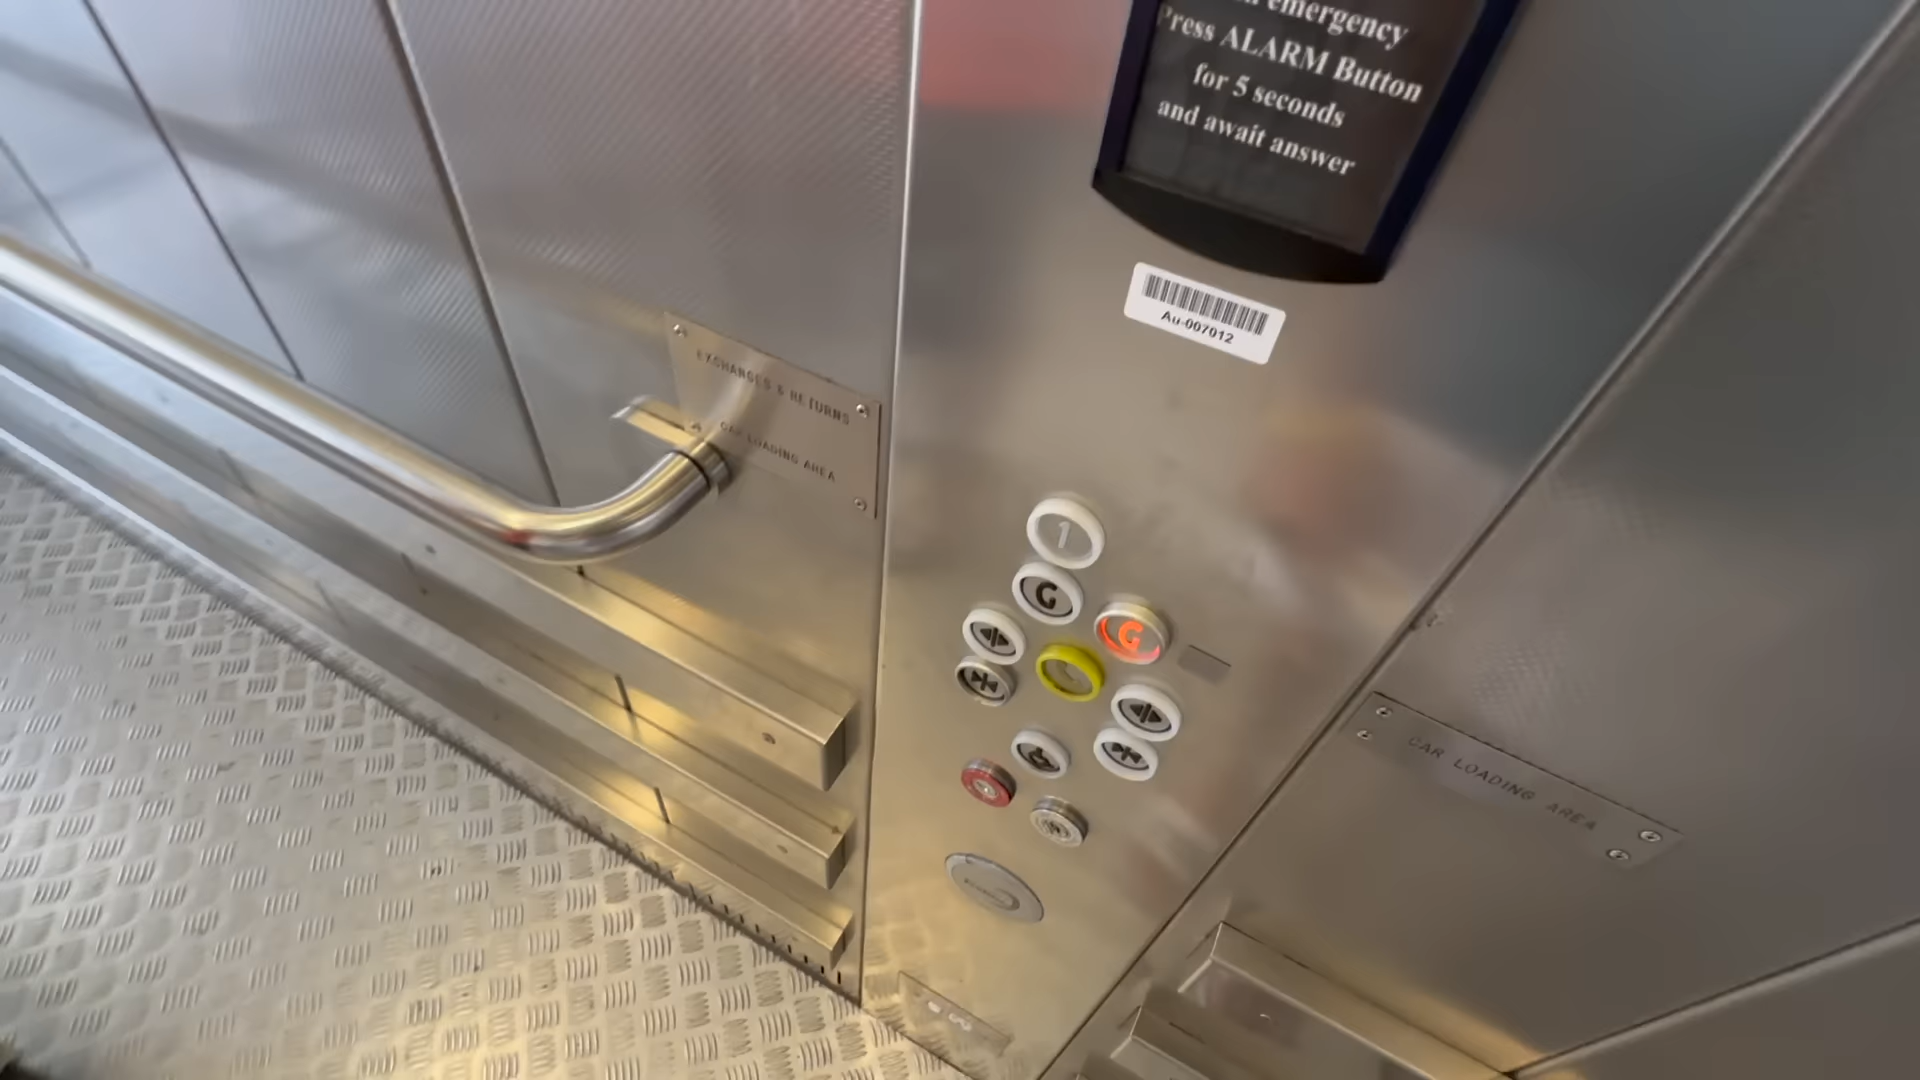 emergency
Press ALARM Button
for 5 seconds
and await answer
Au-007012
EXCHANGES & RETURNS
CAR LOADING AREA
1
G
G
CAR LOADING AREA